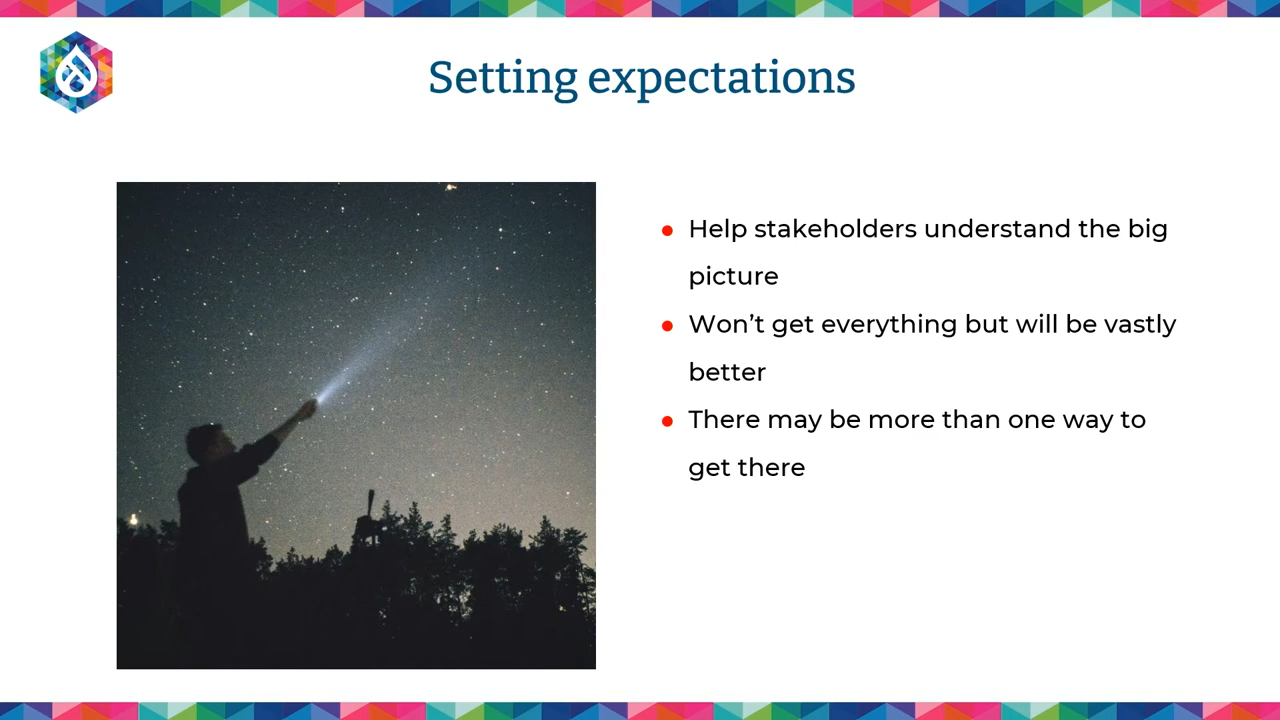 Setting expectations
● Help stakeholders understand the big
picture
● Won’t get everything but will be vastly
better
● There may be more than one way to
get there